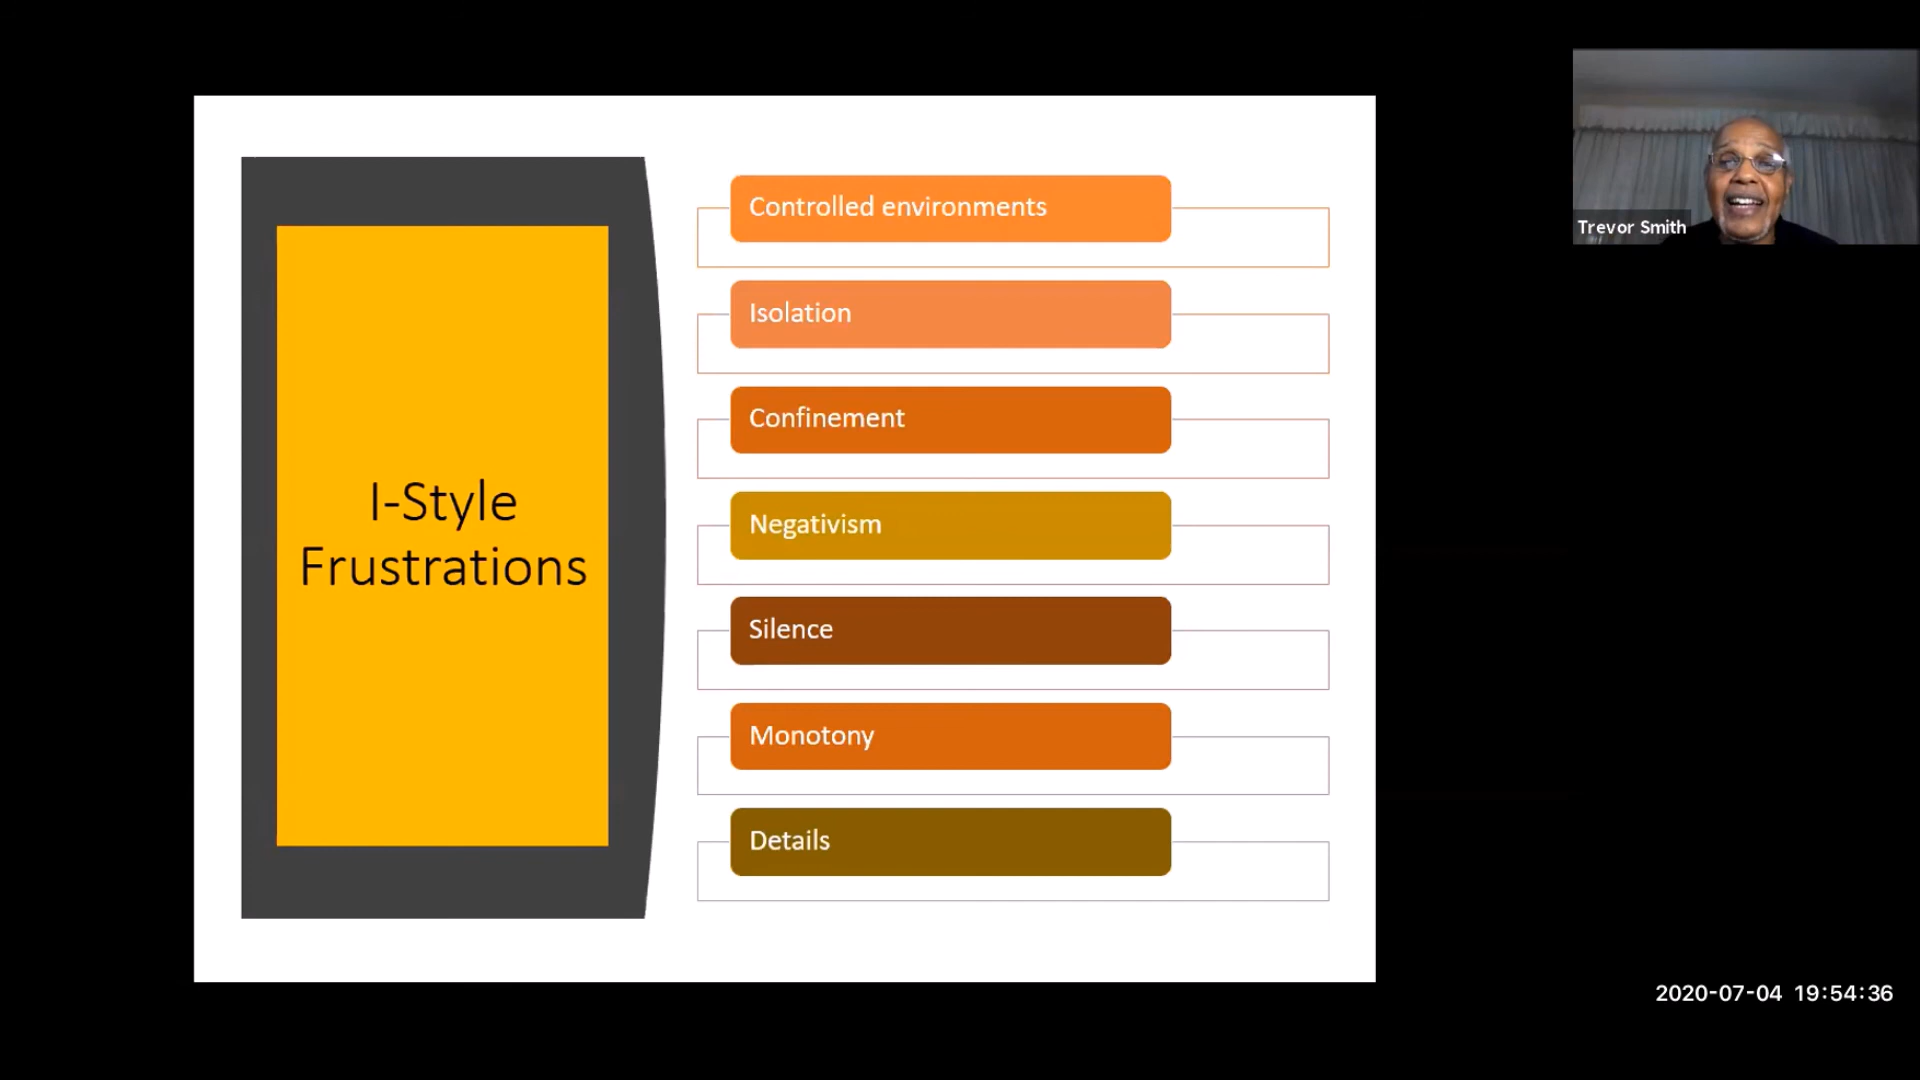 I-Style
Frustrations
Controlled environments
Isolation
Confinement
Negativism
Silence
Monotony
Details
Trevor Smith
2020-07-04 19:54:36